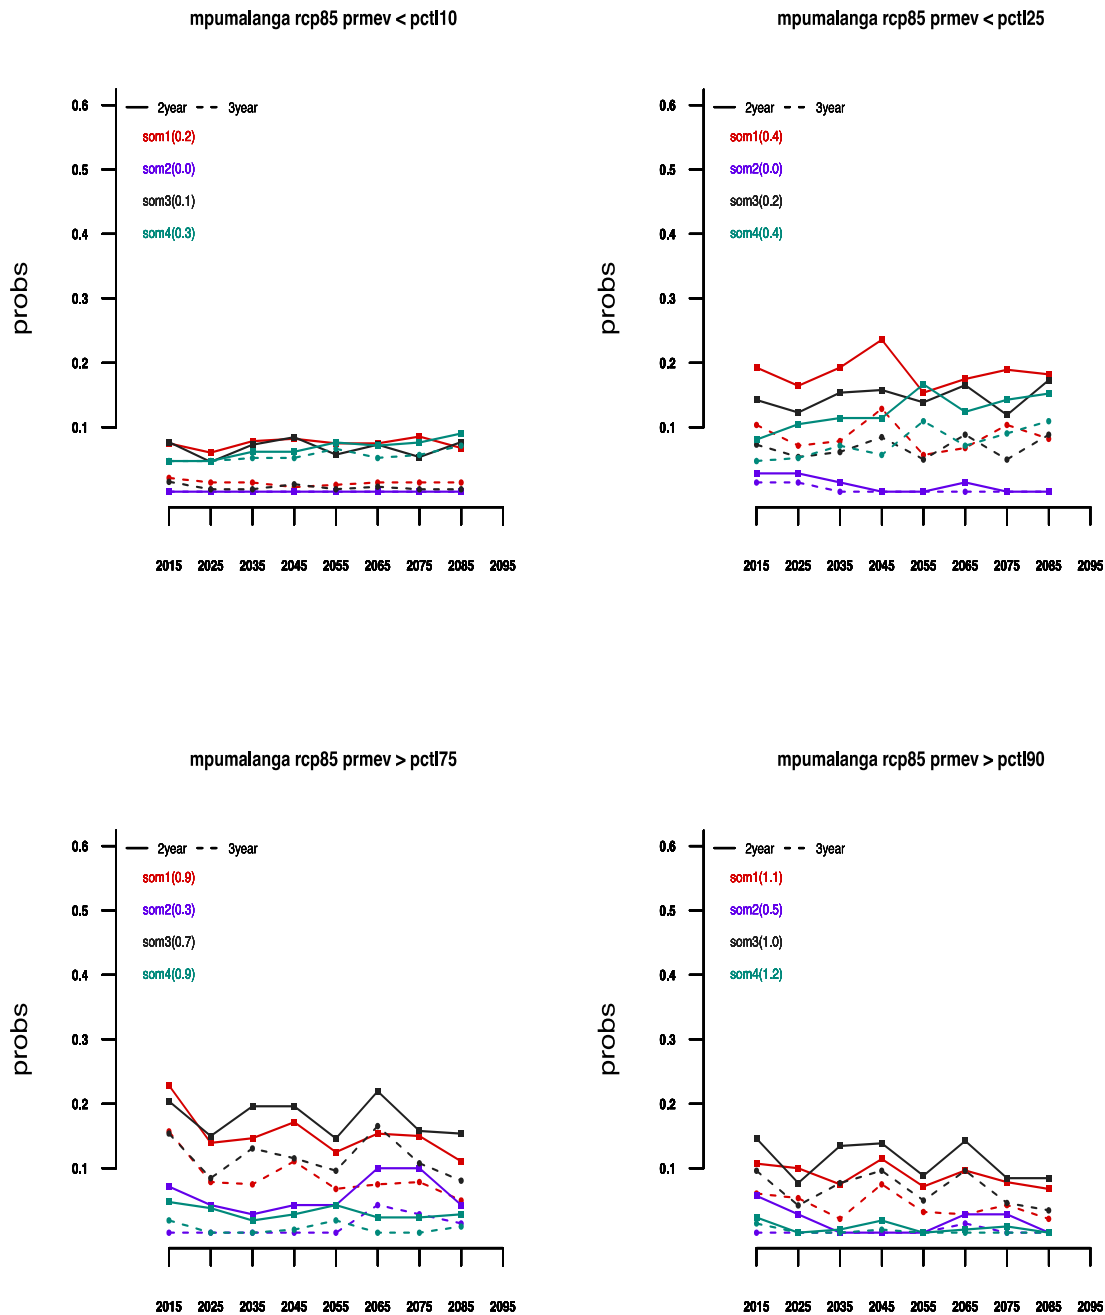 mpumalanga rcp85 prmev < pctl10
0.6
2year
3year
som1(0.2)
0.5
som2(0.0)
som3(0.1)
0.4
som4(0.3)
0.3
probs
0.2
0.1
2015 2025 2035 2045 2055 2065 2075 2085 2095
mpumalanga rcp85 prmev < pctl25
0.6
2year
3year
som1(0.4)
0.5
som2(0.0)
som3(0.2)
0.4
som4(0.4)
0.3
probs
0.2
0.1
2015 2025 2035 2045 2055 2065 2075 2085 2095
mpumalanga rcp85 prmev > pctl75
0.6
2year
3year
som1(0.9)
0.5
som2(0.3)
som3(0.7)
0.4
som4(0.9)
0.3
probs
0.2
0.1
2015 2025 2035 2045 2055 2065 2075 2085 2095
mpumalanga rcp85 prmev > pctl90
0.6
2year
3year
som1(1.1)
0.5
som2(0.5)
som3(1.0)
0.4
som4(1.2)
0.3
probs
0.2
0.1
2015 2025 2035 2045 2055 2065 2075 2085 2095